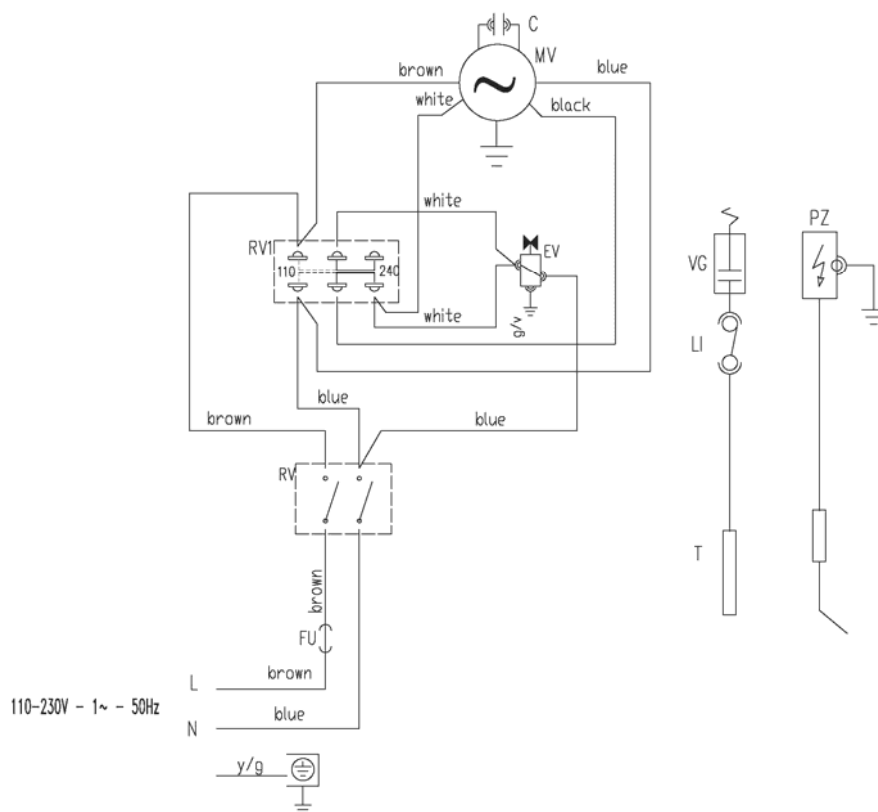 C
MV
brown
blue
white
black
white
RV1
110
240
EV
white
g/v
blue
brown
blue
RV
brown
FU
brown
L
110-230V - 1~ - 50Hz
blue
N
y/g
PZ
VG
LI
T